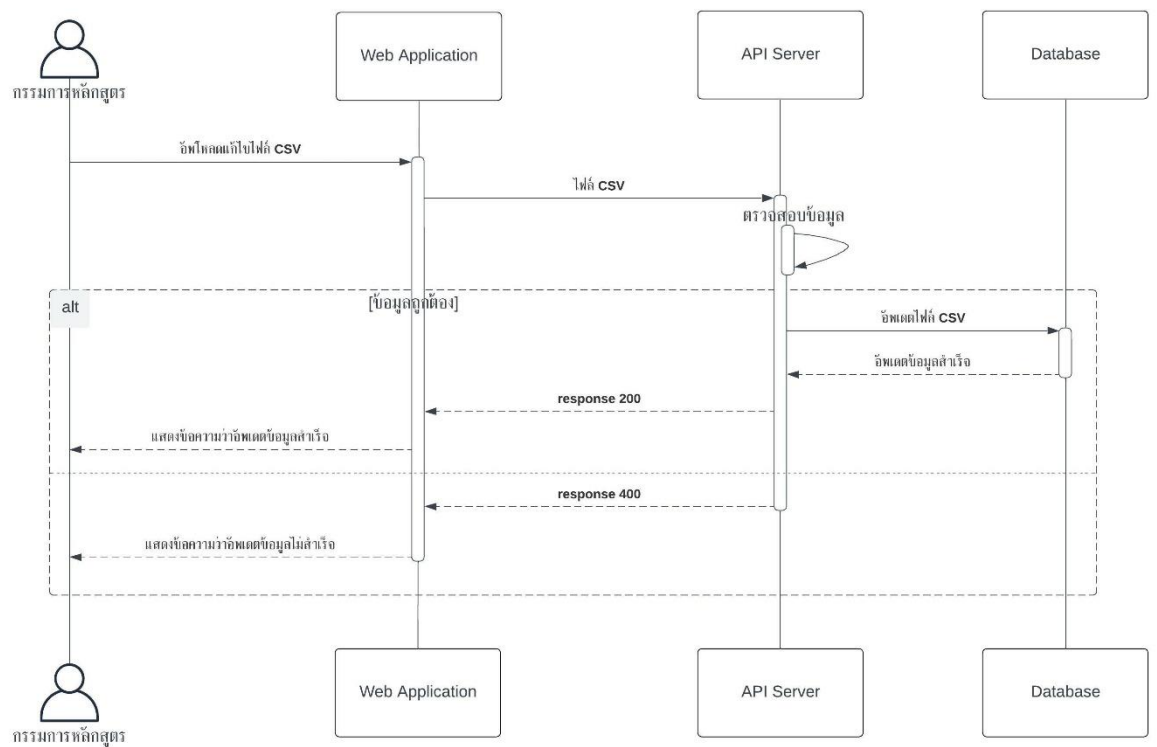 Web Application
API Server
Database
กรรมการหลักสูตร
อัพโหลดแก้ไขไฟล์ CSV
ไฟล์ CSV
ตรวจสอบข้อมูล
alt
[ข้อมูลถูกต้อง]
อัพเดตไฟล์ CSV
อัพเดตข้อมูลสำเร็จ
response 200
แสดงข้อความว่าอัพเดตข้อมูลสำเร็จ
response 400
แสดงข้อความว่าอัพเดตข้อมูลไม่สำเร็จ
Web Application
API Server
Database
กรรมการหลักสูตร